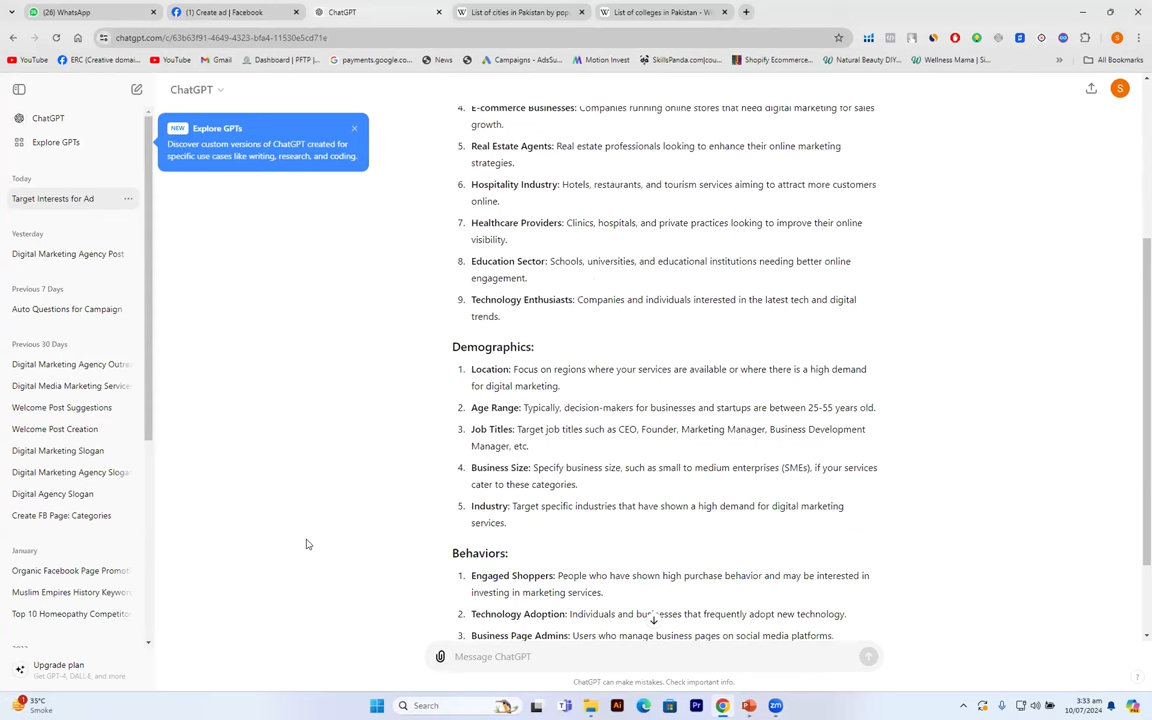 (26) WhatsApp
(1) Create ad | Facebook
ChatGPT
List of cities in Pakistan by pop
List of colleges in Pakistan - Wi
chatgpt.com/c/63b63f91-4649-4323-bfa4-11530e5cd71e
S
YouTube
ERC (Creative domai...
YouTube
Gmail
Dashboard | PFTP |...
payments.google.co...
News
Campaigns - AdsSu...
Motion Invest
SkillsPanda.com|cou...
Shopify Ecommerce...
Natural Beauty DIY...
Wellness Mama | Si...
All Bookmarks
ChatGPT
S
ChatGPT
Explore GPTs
NEW Explore GPTs
Discover custom versions of ChatGPT created for
specific use cases like writing, research, and coding.
Today
Target Interests for Ad
Yesterday
Digital Marketing Agency Post
Previous 7 Days
Auto Questions for Campaign
Previous 30 Days
Digital Marketing Agency Outre
Digital Media Marketing Service
Welcome Post Suggestions
Welcome Post Creation
Digital Marketing Slogan
Digital Marketing Agency Sloga
Digital Agency Slogan
Create FB Page: Categories
January
Organic Facebook Page Promot
Muslim Empires History Keywor
Top 10 Homeopathy Competitor
Upgrade plan
Get GPT-4, DALL·E, and more
4. E-commerce Businesses: Companies running online stores that need digital marketing for sales
growth.
5. Real Estate Agents: Real estate professionals looking to enhance their online marketing
strategies.
6. Hospitality Industry: Hotels, restaurants, and tourism services aiming to attract more customers
online.
7. Healthcare Providers: Clinics, hospitals, and private practices looking to improve their online
visibility.
8. Education Sector: Schools, universities, and educational institutions needing better online
engagement.
9. Technology Enthusiasts: Companies and individuals interested in the latest tech and digital
trends.
Demographics:
1. Location: Focus on regions where your services are available or where there is a high demand
for digital marketing.
2. Age Range: Typically, decision-makers for businesses and startups are between 25-55 years old.
3. Job Titles: Target job titles such as CEO, Founder, Marketing Manager, Business Development
Manager, etc.
4. Business Size: Specify business size, such as small to medium enterprises (SMEs), if your services
cater to these categories.
5. Industry: Target specific industries that have shown a high demand for digital marketing
services.
Behaviors:
1. Engaged Shoppers: People who have shown high purchase behavior and may be interested in
investing in marketing services.
2. Technology Adoption: Individuals and businesses that frequently adopt new technology.
3. Business Page Admins: Users who manage business pages on social media platforms.
Message ChatGPT
ChatGPT can make mistakes. Check important info.
?
35°C
Smoke
Search
3:33 am
10/07/2024